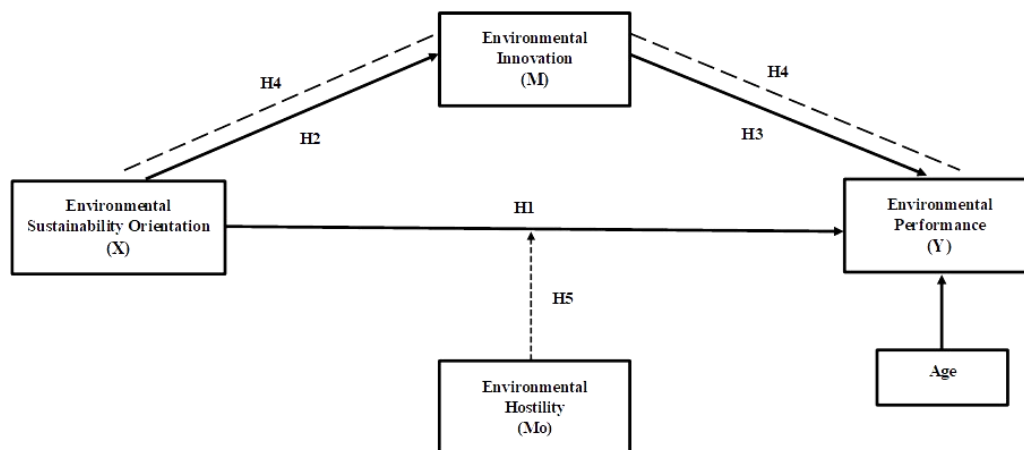 Environmental
Innovation
(M)
H4
H4
H2
H3
Environmental
Sustainability Orientation
(X)
H1
Environmental
Performance
(Y)
H5
Environmental
Hostility
(Mo)
Age